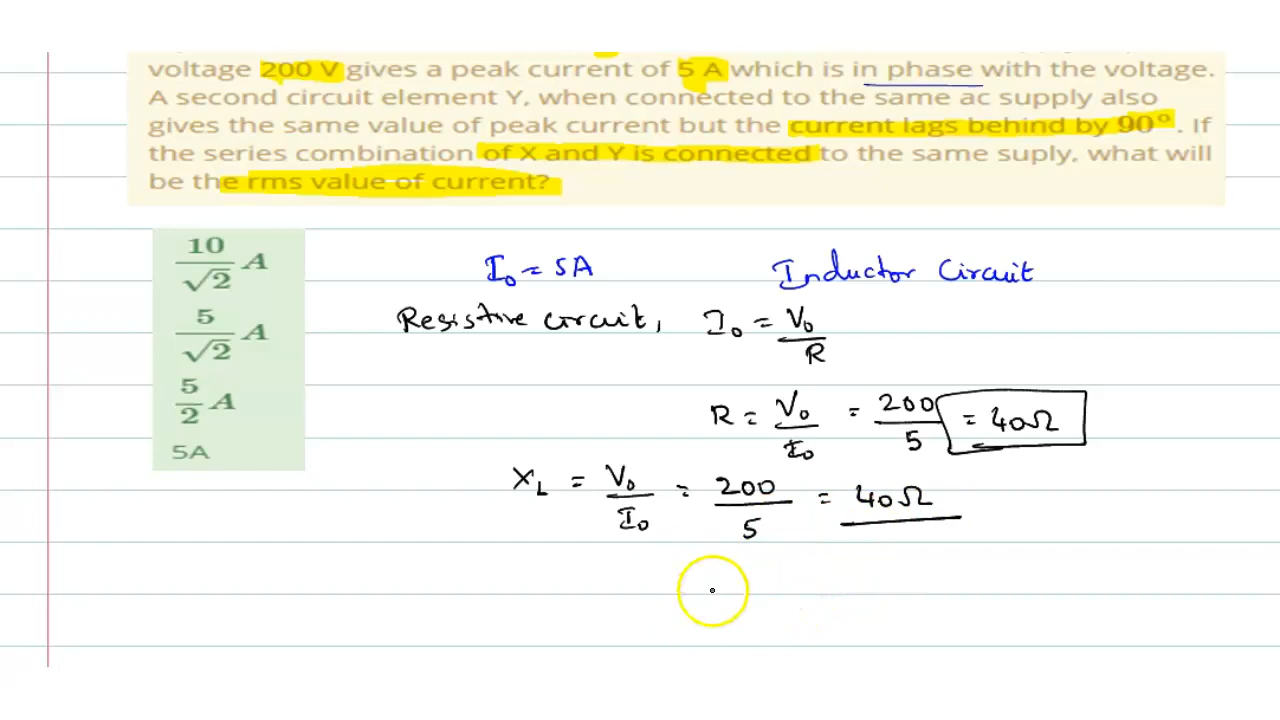 voltage 200 V gives a peak current of 5 A which is in phase with the voltage.
A second circuit element Y, when connected to the same ac supply also
gives the same value of peak current but the current lags behind by 90°. If
the series combination of X and Y is connected to the same suply, what will
be the rms value of current?
10/√2 A
5/√2 A
5/2 A
5A
I₀ = 5A
Inductor Circuit
Resistive circuit, I₀ = V₀/R
R = V₀/I₀ = 200/5 = 40Ω
X_L = V₀/I₀ = 200/5 = 40Ω